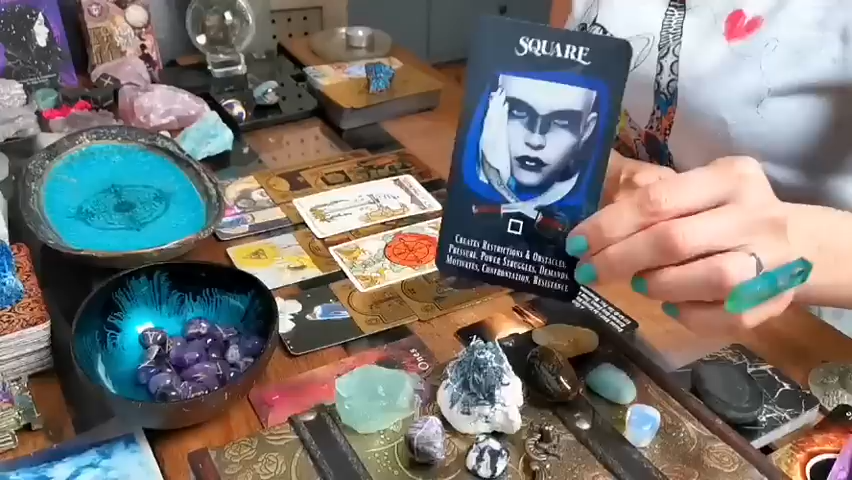 SQUARE
CREATES RESTRICTIONS & OBSTACLES,
PRESSURE, POWER STRUGGLES, DEMANDS,
MOTIVATES, CONFRONTATION, RESISTANCE